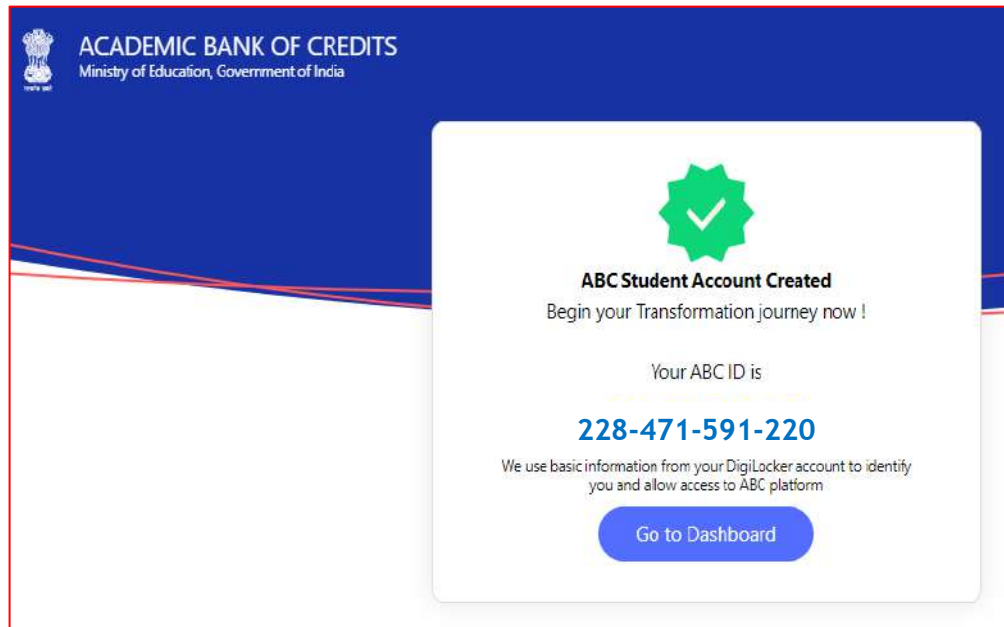 ACADEMIC BANK OF CREDITS
Ministry of Education, Government of India
ABC Student Account Created
Begin your Transformation journey now !
Your ABC ID is
228-471-591-220
We use basic information from your DigiLocker account to identify
you and allow access to ABC platform
Go to Dashboard